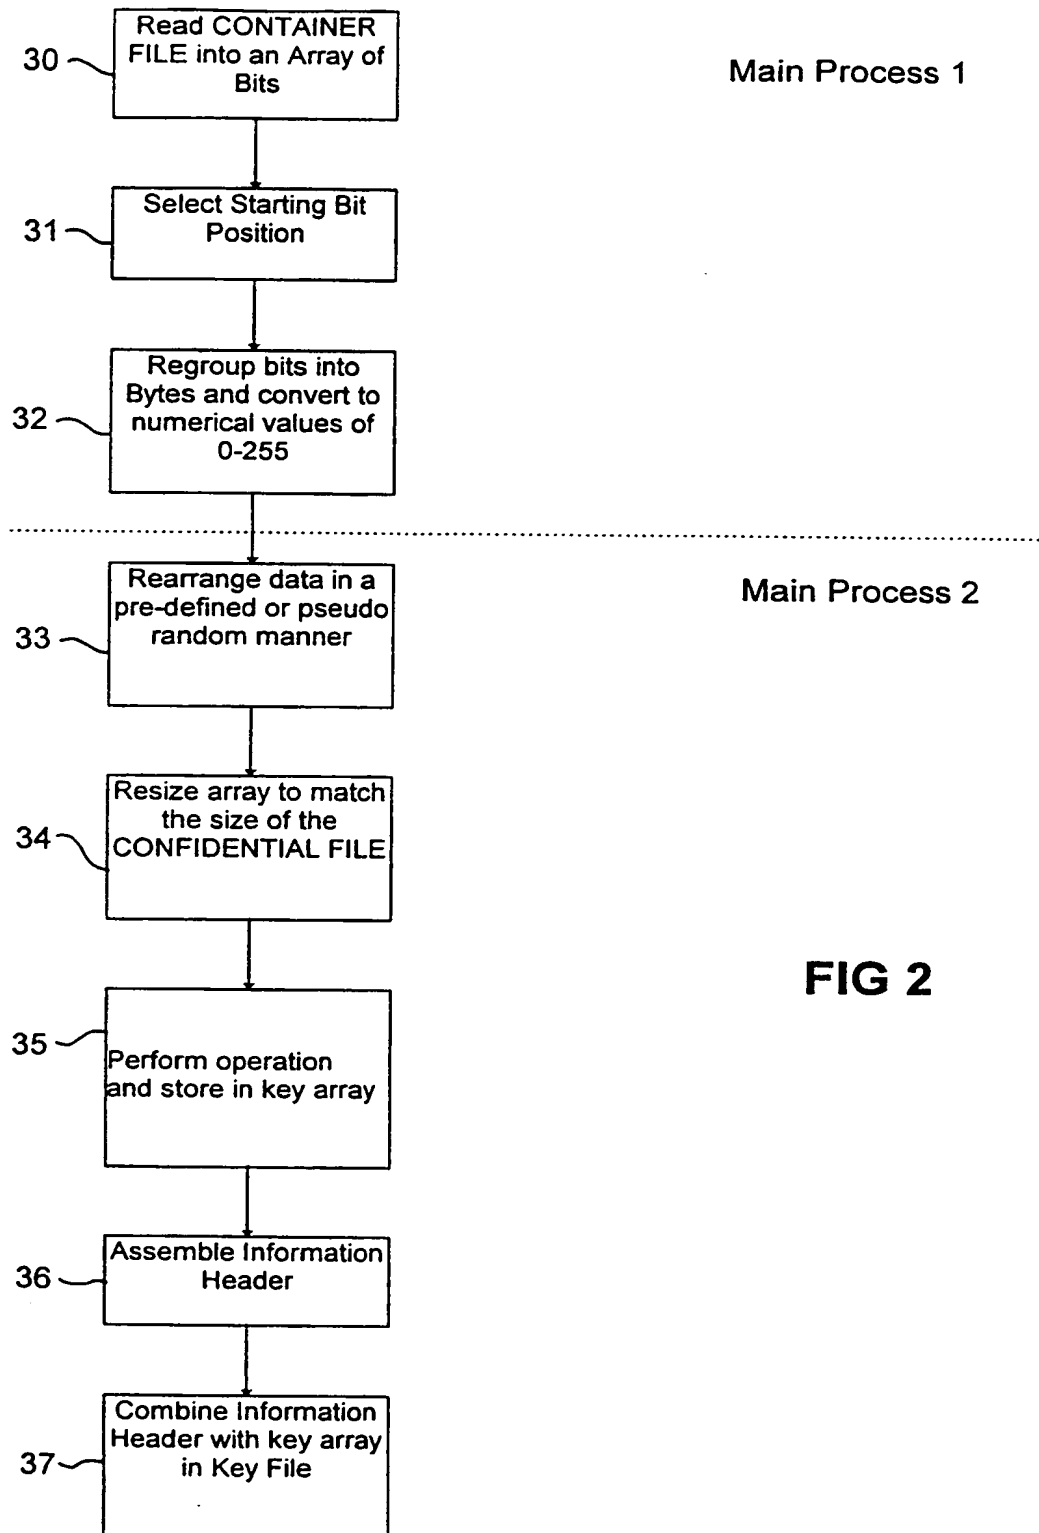 Read CONTAINER
FILE into an Array of
Bits
30
Main Process 1
Select Starting Bit
Position
31
Regroup bits into
Bytes and convert to
numerical values of
0-255
32
Rearrange data in a
pre-defined or pseudo
random manner
33
Main Process 2
Resize array to match
the size of the
CONFIDENTIAL FILE
34
FIG 2
35
Perform operation
and store in key array
Assemble Information
Header
36
Combine Information
Header with key array
in Key File
37